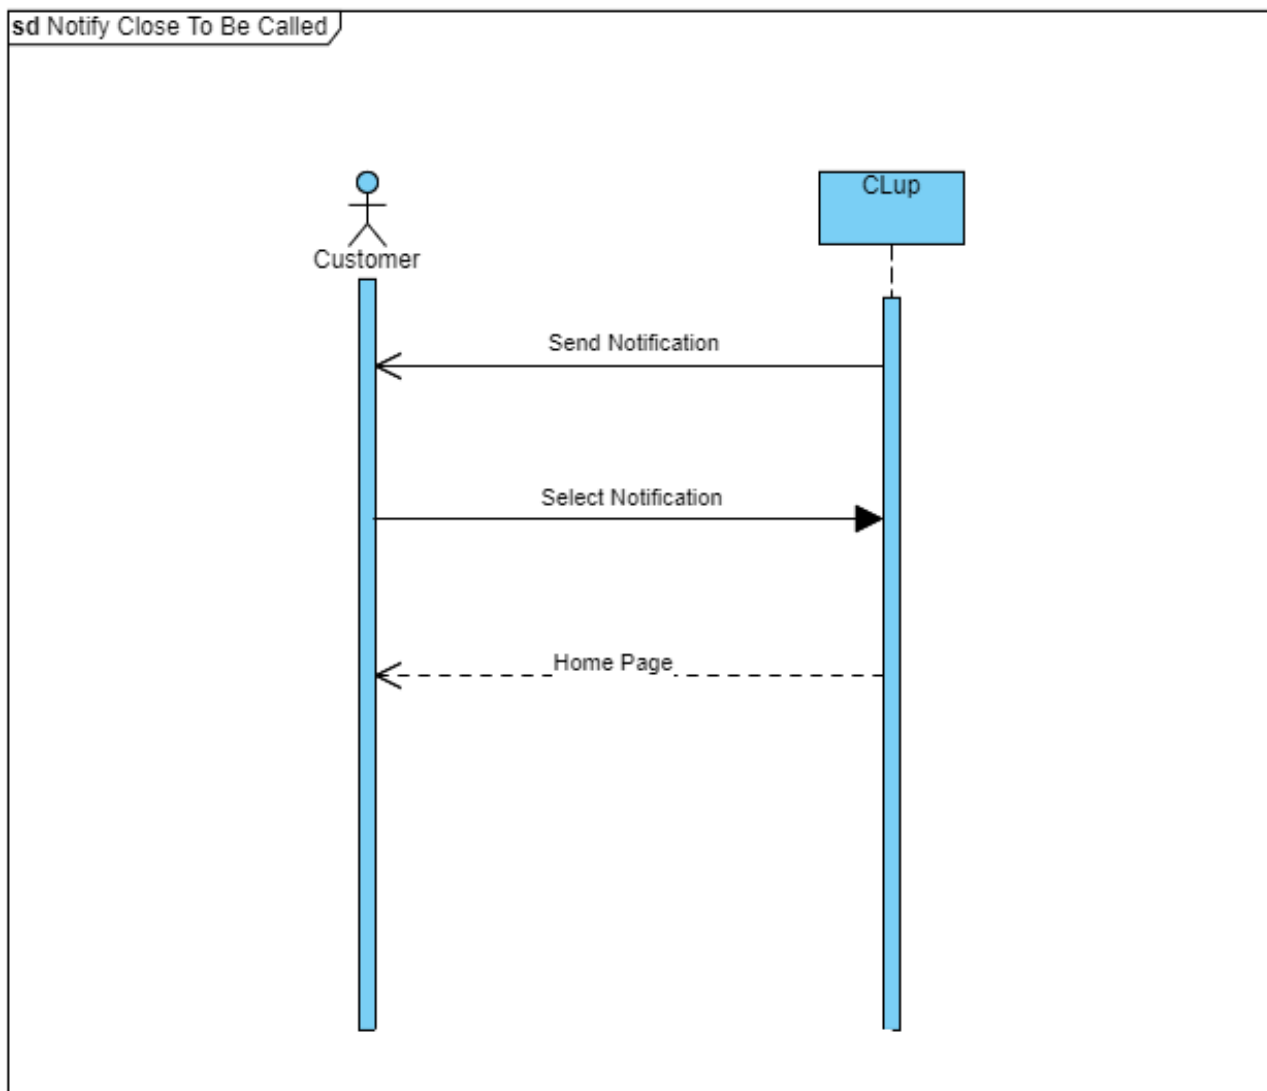 sd Notify Close To Be Called
CLup
Customer
Send Notification
Select Notification
Home Page